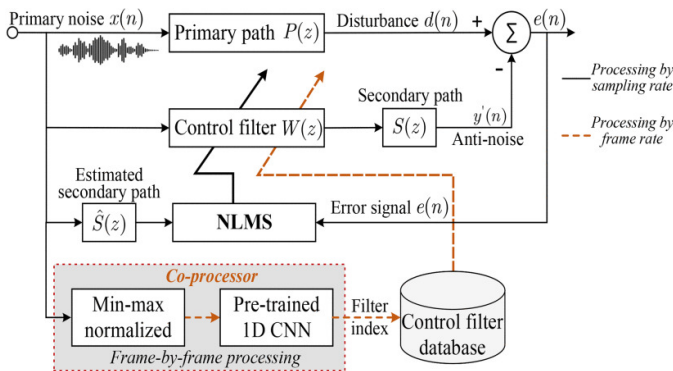 Primary noise x(n)
Primary path P(z)
Disturbance d(n)
+
Σ
e(n)
-
Processing by
sampling rate
Processing by
frame rate
Control filter W(z)
Secondary path
S(z)
y'(n)
Anti-noise
Estimated
secondary path
Ŝ(z)
NLMS
Error signal e(n)
Co-processor
Min-max
normalized
Pre-trained
1D CNN
Filter
index
Control filter
database
Frame-by-frame processing